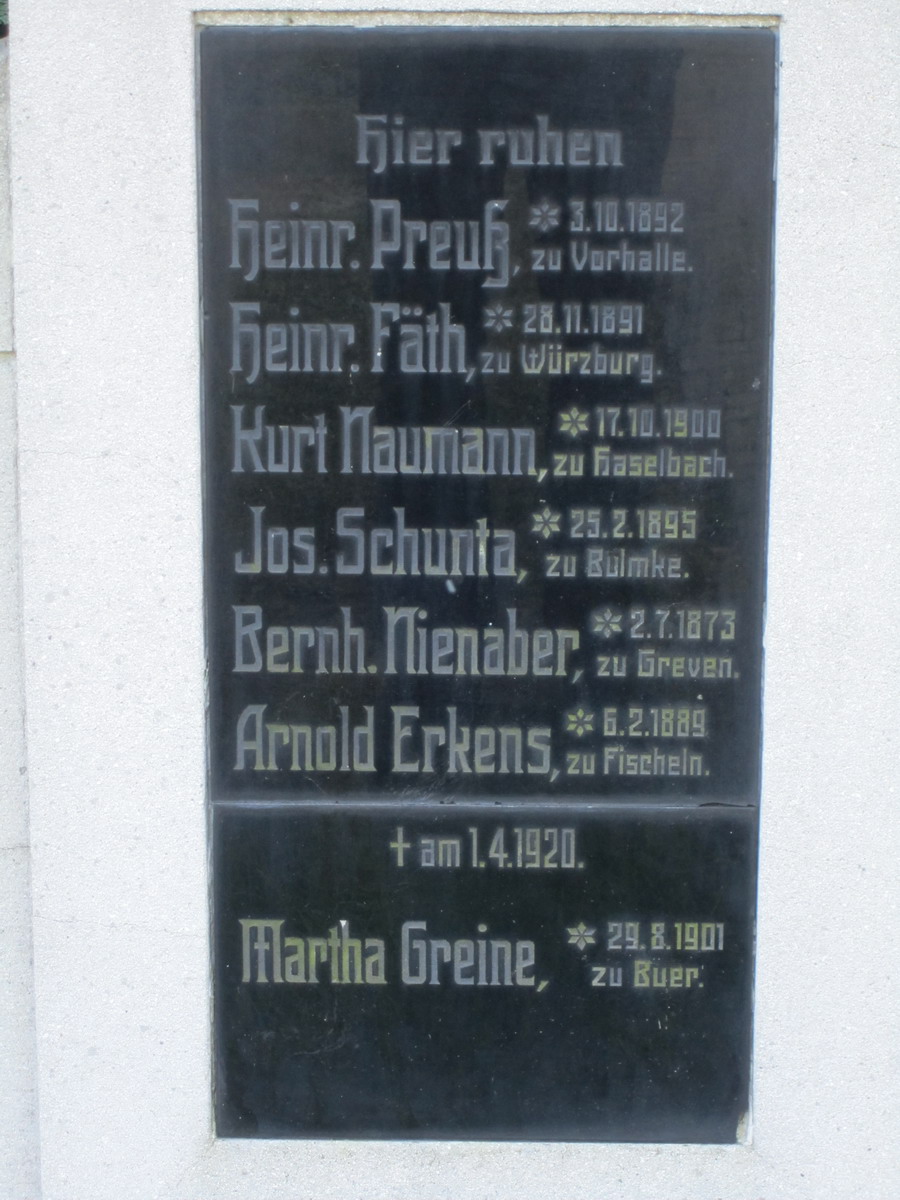 Hier ruhen
Heinr. Preuß, * 3.10.1892
zu Vorhalle.
Heinr. Fäth, * 28.11.1891
zu Würzburg.
Kurt Naumann, * 17.10.1900
zu Haselbach.
Jos. Schunta, * 25.2.1895
zu Bülmke.
Bernh. Nienaber, * 2.7.1873
zu Greven.
Arnold Erkens, * 6.2.1889
zu Fischeln.
† am 1.4.1920.
Martha Greine, * 29.8.1901
zu Buer.